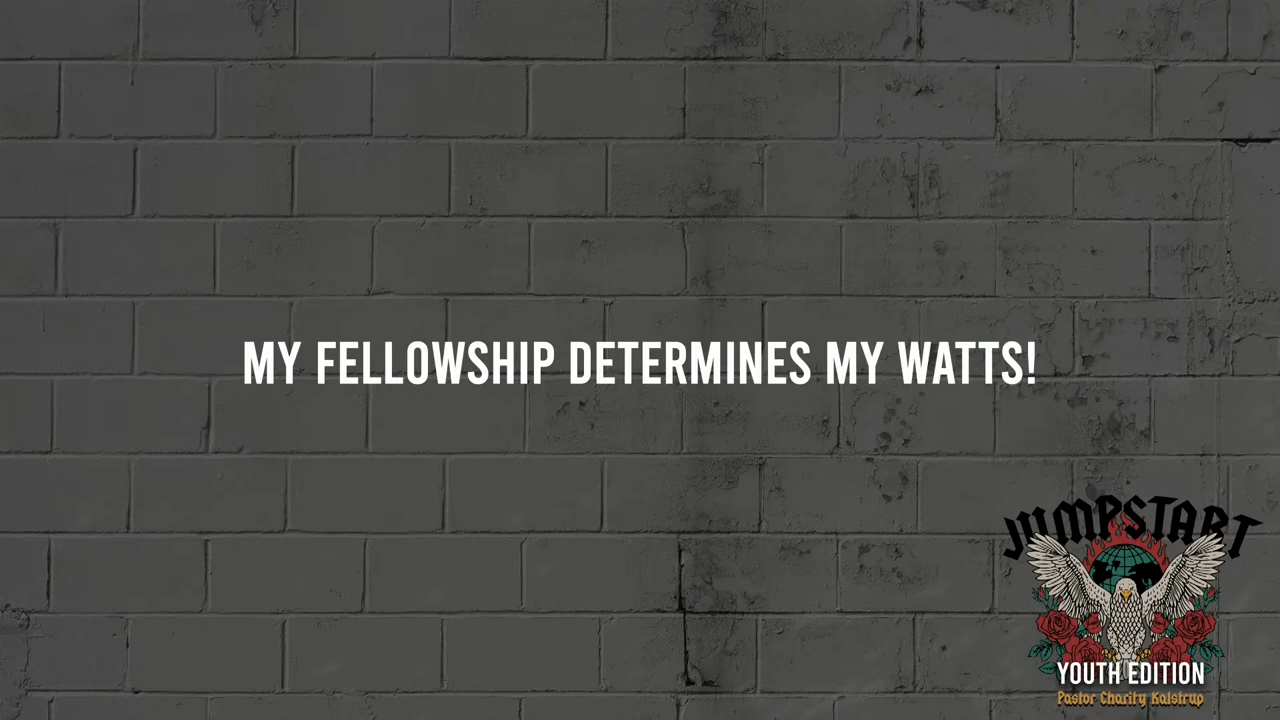 MY FELLOWSHIP DETERMINES MY WATTS!
JUMPSTART
YOUTH EDITION
Pastor Charity Kalstrup